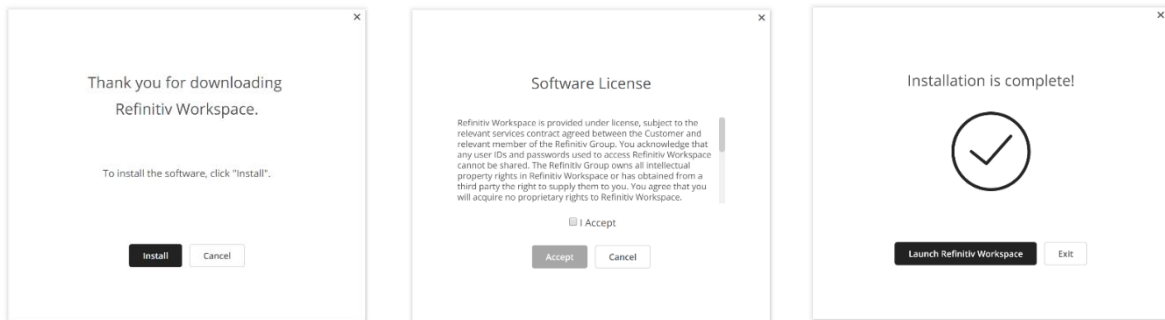 Thank you for downloading
Refinitiv Workspace.
To install the software, click "Install".
Install
Cancel
Software License
Refinitiv Workspace is provided under license, subject to the
relevant services contract agreed between the Customer and
relevant member of the Refinitiv Group. You acknowledge that
any user IDs and passwords used to access Refinitiv Workspace
cannot be shared. The Refinitiv Group owns all intellectual
property rights in Refinitiv Workspace or has obtained from a
third party the right to supply them to you. You agree that you
will acquire no proprietary rights to Refinitiv Workspace.
I Accept
Accept
Cancel
Installation is complete!
Launch Refinitiv Workspace
Exit